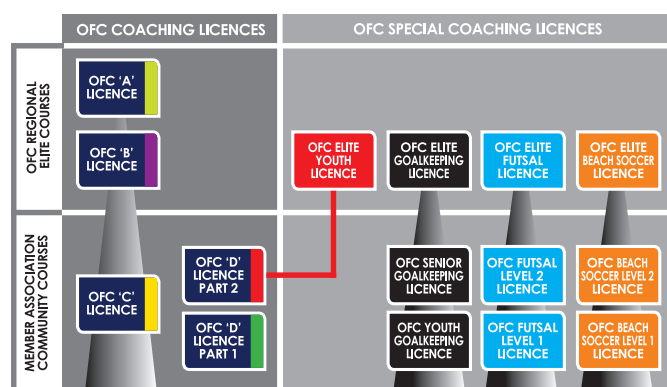 OFC COACHING LICENCES
OFC SPECIAL COACHING LICENCES
OFC REGIONAL
ELITE COURSES
OFC ‘A’
LICENCE
OFC ‘B’
LICENCE
OFC ELITE
YOUTH
LICENCE
OFC ELITE
GOALKEEPING
LICENCE
OFC ELITE
FUTSAL
LICENCE
OFC ELITE
BEACH SOCCER
LICENCE
MEMBER ASSOCIATION
COMMUNITY COURSES
OFC ‘C’
LICENCE
OFC ‘D’
LICENCE
PART 2
OFC ‘D’
LICENCE
PART 1
OFC SENIOR
GOALKEEPING
LICENCE
OFC FUTSAL
LEVEL 2
LICENCE
OFC BEACH
SOCCER LEVEL 2
LICENCE
OFC YOUTH
GOALKEEPING
LICENCE
OFC FUTSAL
LEVEL 1
LICENCE
OFC BEACH
SOCCER LEVEL 1
LICENCE